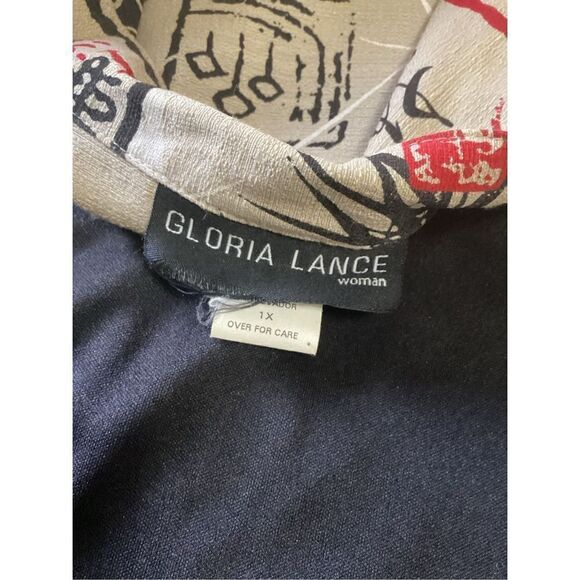 GLORIA LANCE
woman
1X
OVER FOR CARE